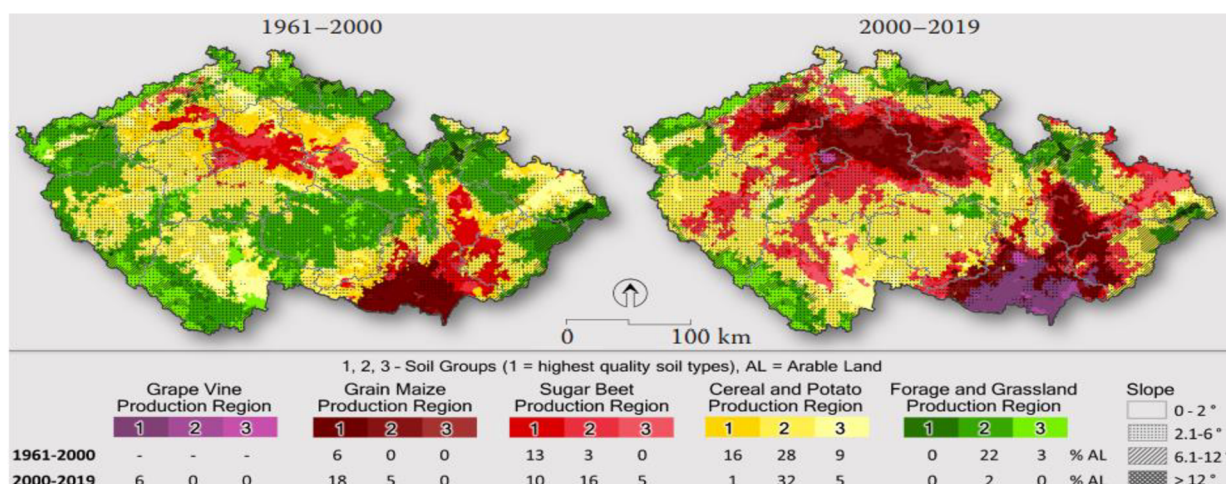 1961–2000 2000–2019
0 100 km
1, 2, 3 - Soil Groups (1 = highest quality soil types), AL = Arable Land
Grape Vine Production Region
1 2 3
Grain Maize Production Region
1 2 3
Sugar Beet Production Region
1 2 3
Cereal and Potato Production Region
1 2 3
Forage and Grassland Production Region
1 2 3
Slope
0 - 2 °
2.1-6 °
6.1-12 °
> 12 °
1961-2000 - - - 6 0 0 13 3 0 16 28 9 0 22 3 % AL
2000-2019 6 0 0 18 5 0 10 16 5 1 32 5 0 2 0 % AL